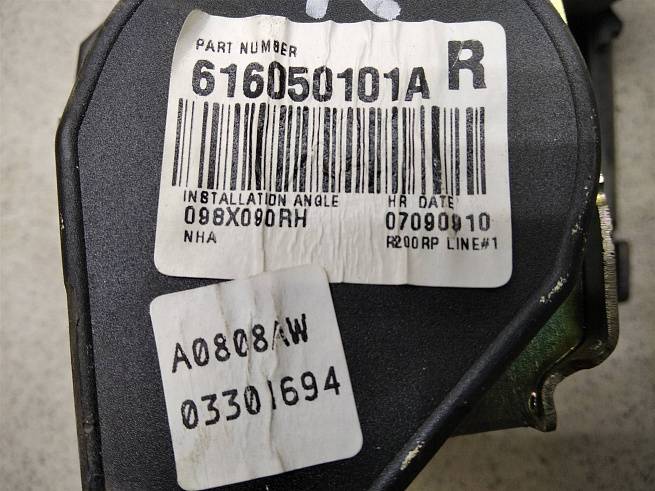 PART NUMBER
616050101A R
INSTALLATION ANGLE HR DATE
098X090RH 07090910
NHA R200RP LINE#1
A0808AW
03301694